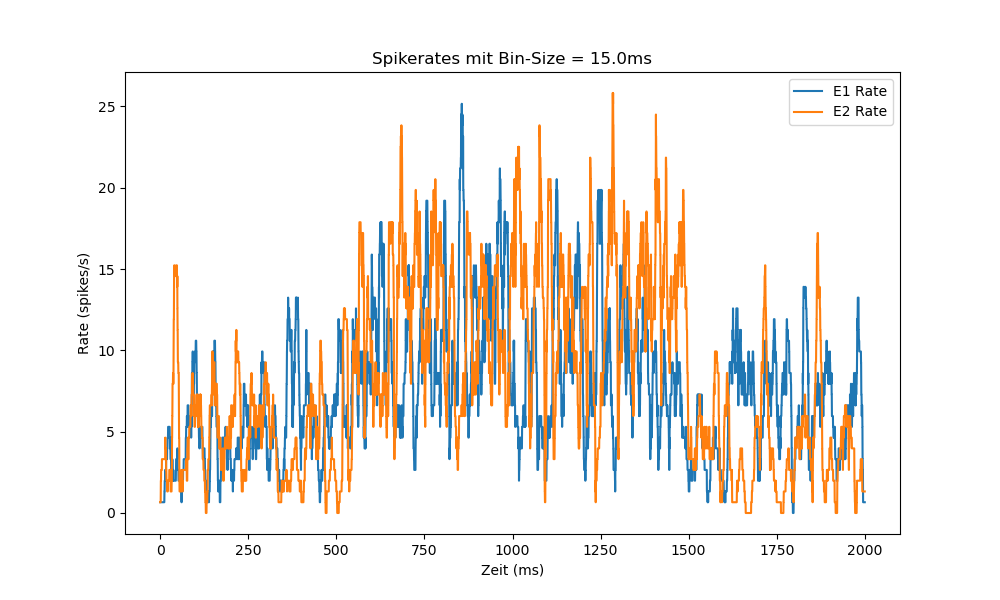 Spikerates mit Bin-Size = 15.0ms
E1 Rate
E2 Rate
Rate (spikes/s)
25
20
15
10
5
0
0 250 500 750 1000 1250 1500 1750 2000
Zeit (ms)